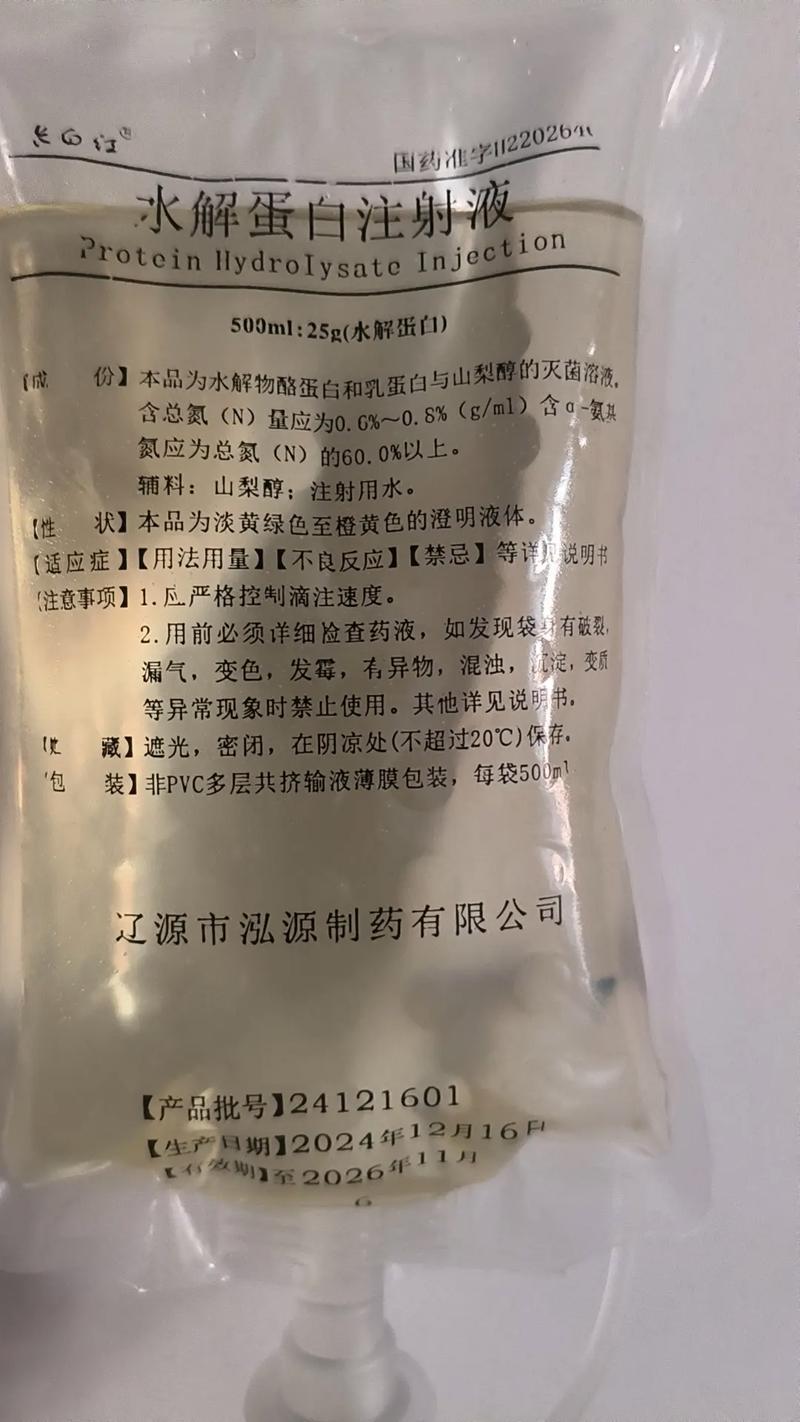 国药准字H220264
水解蛋白注射液
Protein Hydrolysate Injection
500ml:25g(水解蛋白)
【成 份】本品为水解物酪蛋白和乳蛋白与山梨醇的灭菌溶液,
含总氮(N)量应为0.6%~0.8%(g/ml)含α-氨基
氮应为总氮(N)的60.0%以上。
辅料:山梨醇;注射用水。
【性 状】本品为淡黄绿色至橙黄色的澄明液体。
【适应症】【用法用量】【不良反应】【禁忌】等详见说明书
【注意事项】1.应严格控制滴注速度。
2.用前必须详细检查药液,如发现袋身有破裂,
漏气,变色,发霉,有异物,混浊,沉淀,变质
等异常现象时禁止使用。其他详见说明书。
藏】遮光,密闭,在阴凉处(不超过20℃)保存。
包 装】非PVC多层共挤输液薄膜包装,每袋500ml
辽源市泓源制药有限公司
【产品批号】24121601
【生产日期】2024年12月16日
【有效期】至2026年11月
6